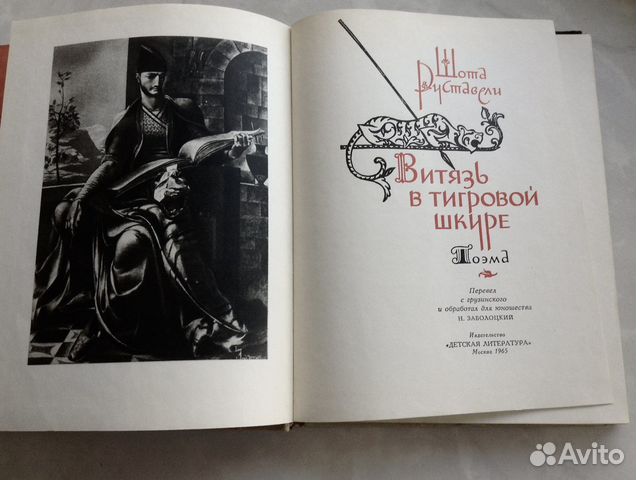 Шота
Руставели
Витязь
в тигровой
шкуре
Поэма
Перевел
с грузинского
и обработал для юношества
Н. ЗАБОЛОЦКИЙ
Издательство
«ДЕТСКАЯ ЛИТЕРАТУРА»
Москва 1965
Avito